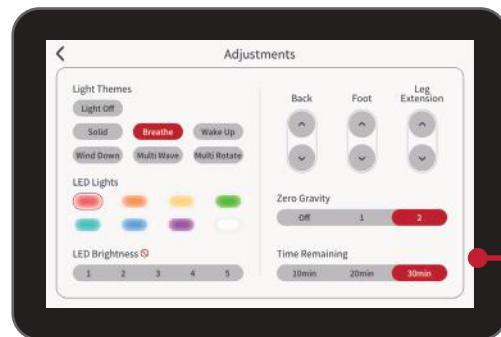 Adjustments
Light Themes
Light Off
Solid Breathe Wake Up
Wind Down Multi Wave Multi Rotate
LED Lights
LED Brightness
1 2 3 4 5
Back Foot Leg Extension
Zero Gravity
Off 1 2
Time Remaining
10min 20min 30min